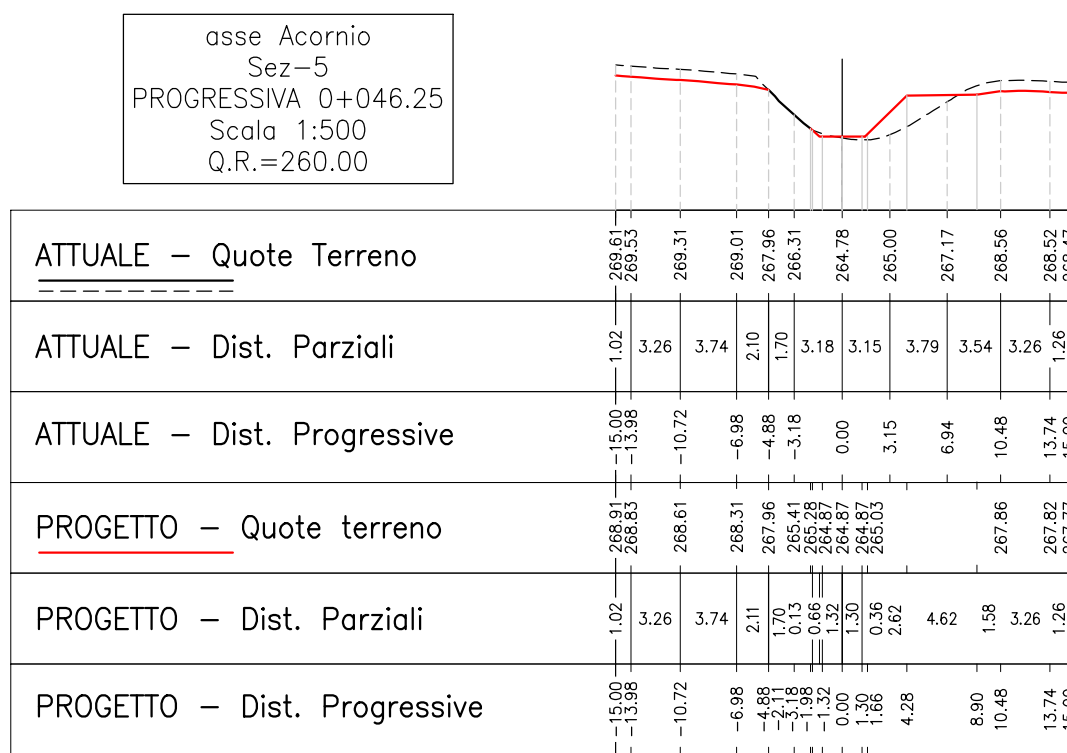 asse Acornio
Sez-5
PROGRESSIVA 0+046.25
Scala 1:500
Q.R.=260.00
ATTUALE - Quote Terreno
269.61 269.53 269.31 269.01 267.96 266.31 264.78 265.00 267.17 268.56 268.52
ATTUALE - Dist. Parziali
1.02 3.26 3.74 2.10 1.70 3.18 3.15 3.79 3.54 3.26 1.26
ATTUALE - Dist. Progressive
-15.00 -13.98 -10.72 -6.98 -4.88 -3.18 0.00 3.15 6.94 10.48 13.74
PROGETTO - Quote terreno
268.91 268.83 268.61 268.31 267.96 265.41 265.28 264.87 264.87 264.87 265.03 267.86 267.82
PROGETTO - Dist. Parziali
1.02 3.26 3.74 2.11 1.70 0.13 0.66 1.32 1.30 0.36 2.62 4.62 1.58 3.26 1.26
PROGETTO - Dist. Progressive
-15.00 -13.98 -10.72 -6.98 -4.88 -2.11 -3.18 -1.98 -1.32 0.00 1.30 1.66 4.28 8.90 10.48 13.74